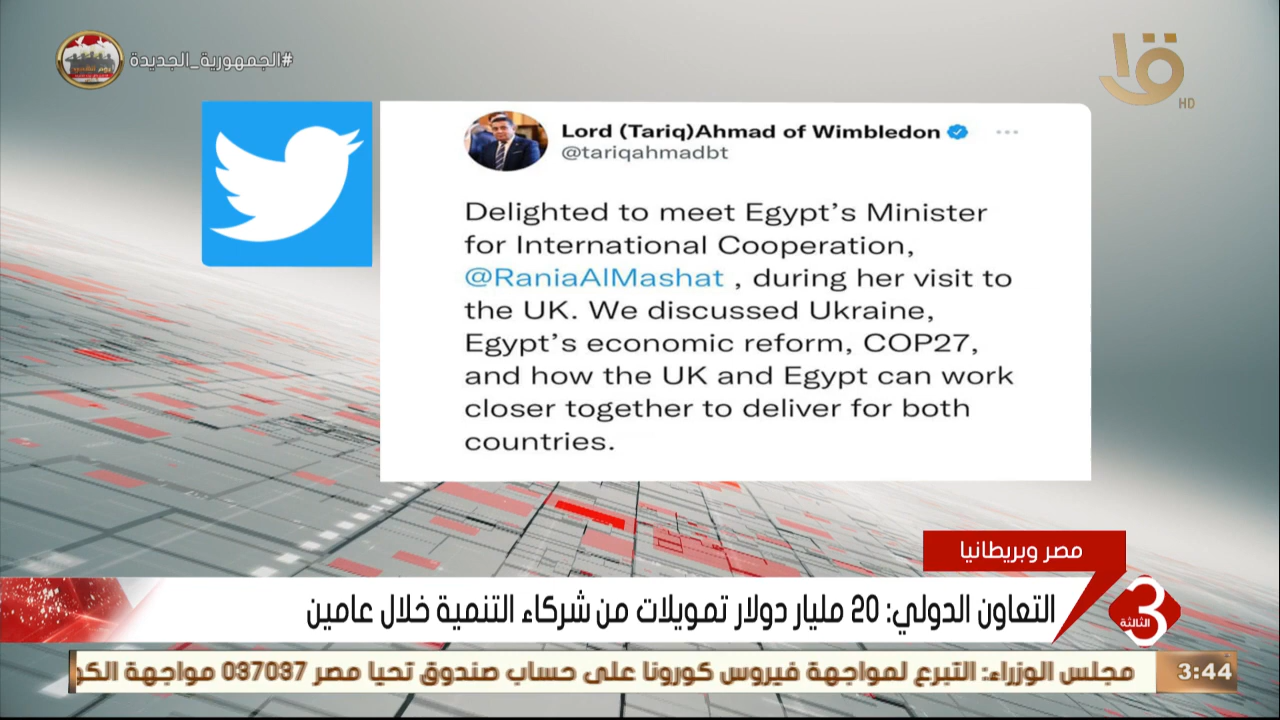 #الجمهورية_الجديدة
HD
Lord (Tariq)Ahmad of Wimbledon
@tariqahmadbt
Delighted to meet Egypt's Minister
for International Cooperation,
@RaniaAlMashat , during her visit to
the UK. We discussed Ukraine,
Egypt's economic reform, COP27,
and how the UK and Egypt can work
closer together to deliver for both
countries.
مصر وبريطانيا
3
الثالثة
التعاون الدولي: 20 مليار دولار تمويلات من شركاء التنمية خلال عامين
3:44
مجلس الوزراء: التبرع لمواجهة فيروس كورونا على حساب صندوق تحيا مصر 037037 مواجهة